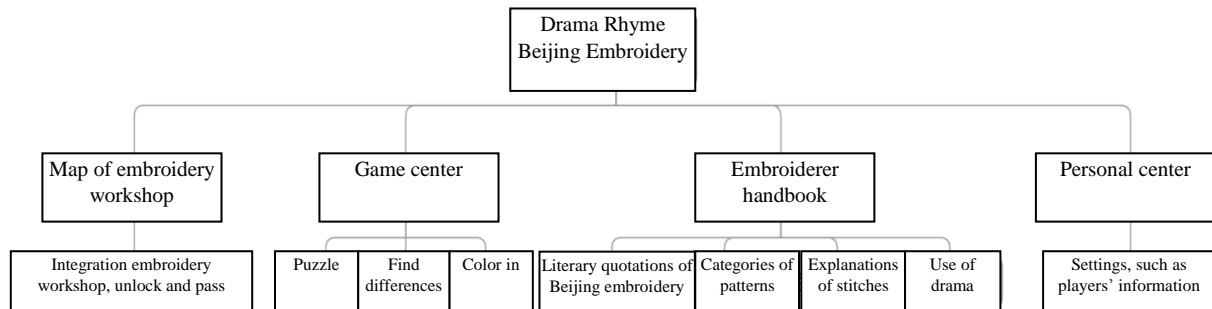 Drama Rhyme
Beijing Embroidery
Map of embroidery
workshop
Game center
Embroiderer
handbook
Personal center
Integration embroidery
workshop, unlock and pass
Puzzle
Find
differences
Color in
Literary quotations of
Beijing embroidery
Categories of
patterns
Explanations
of stitches
Use of
drama
Settings, such as
players’ information